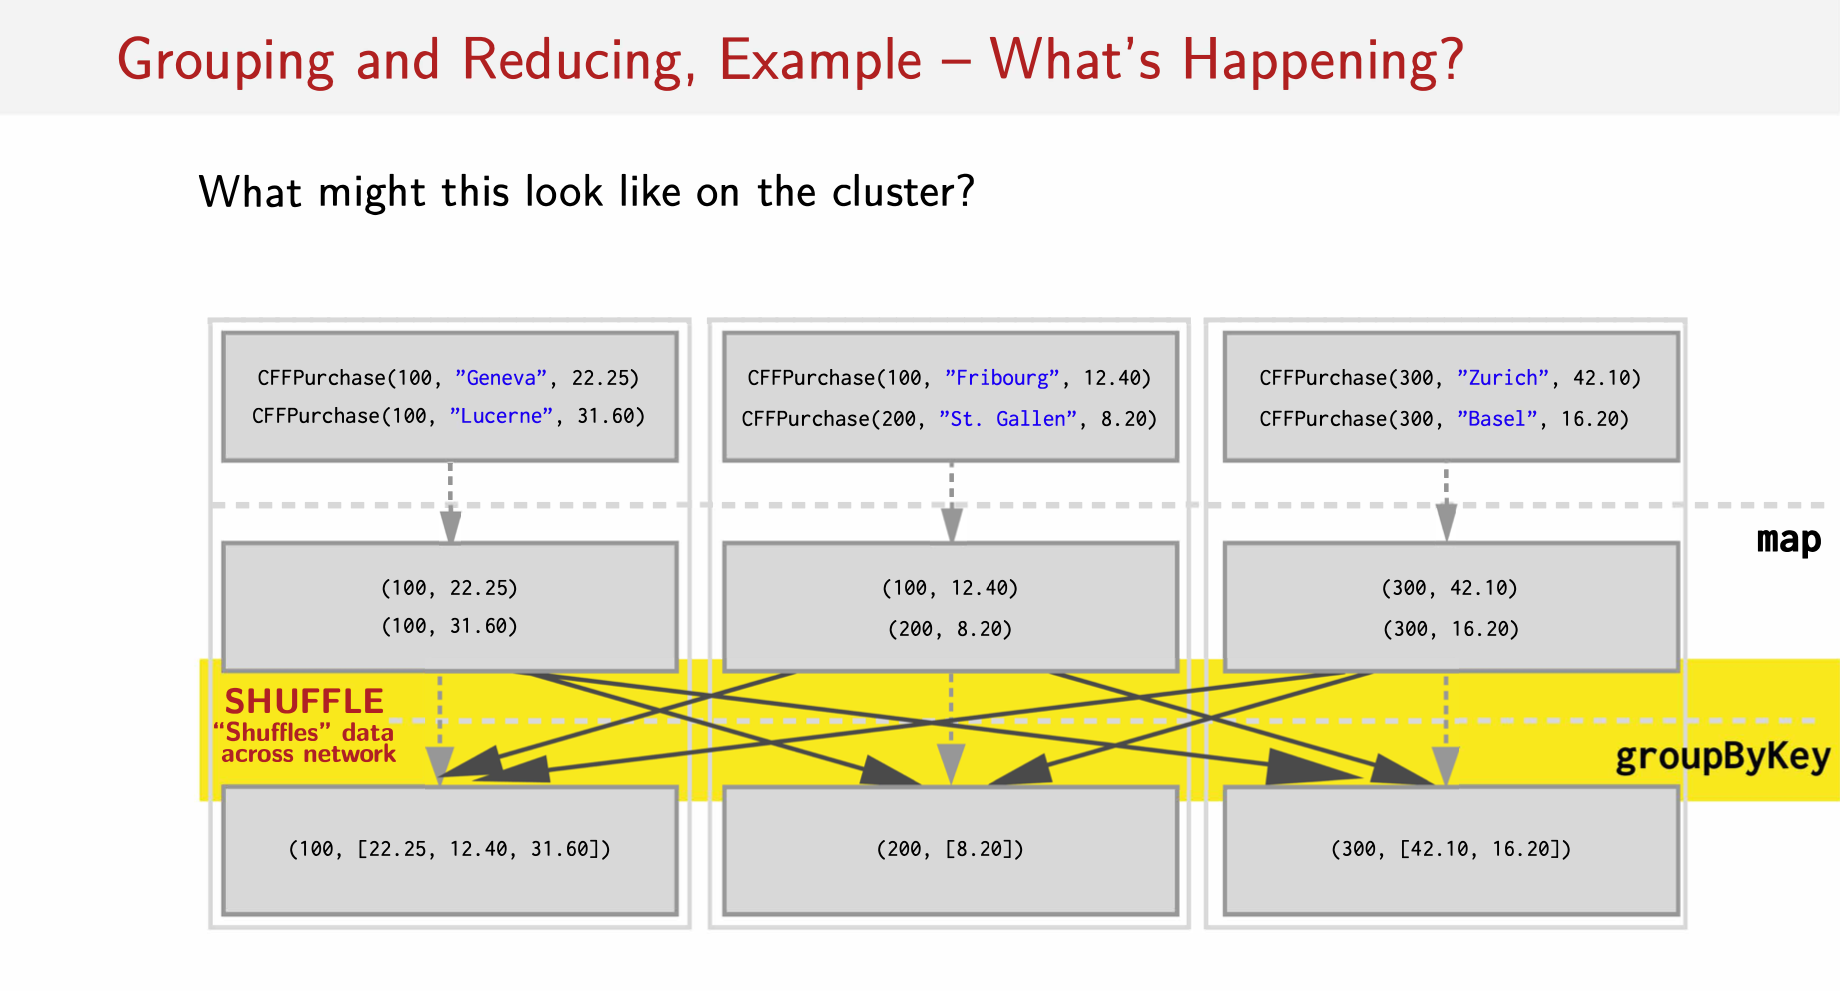 Grouping and Reducing, Example – What's Happening?
What might this look like on the cluster?
CFFPurchase(100, ”Geneva”, 22.25)
CFFPurchase(100, ”Lucerne”, 31.60)
CFFPurchase(100, ”Fribourg”, 12.40)
CFFPurchase(200, ”St. Gallen”, 8.20)
CFFPurchase(300, ”Zurich”, 42.10)
CFFPurchase(300, ”Basel”, 16.20)
map
(100, 22.25)
(100, 31.60)
(100, 12.40)
(200, 8.20)
(300, 42.10)
(300, 16.20)
SHUFFLE
“Shuffles” data
across network
groupByKey
(100, [22.25, 12.40, 31.60])
(200, [8.20])
(300, [42.10, 16.20])